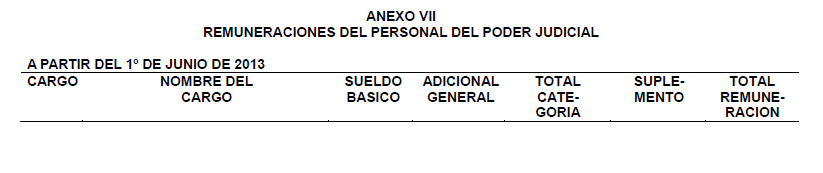 ANEXO VII
REMUNERACIONES DEL PERSONAL DEL PODER JUDICIAL
A PARTIR DEL 1º DE JUNIO DE 2013
CARGO NOMBRE DEL SUELDO ADICIONAL TOTAL SUPLE- TOTAL
CARGO BASICO GENERAL CATE- MENTO REMUNE-
GORIA RACION